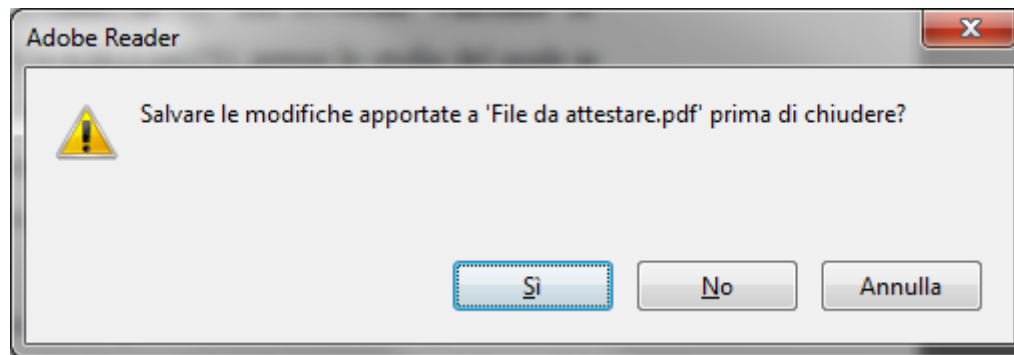 Adobe Reader
Salvare le modifiche apportate a 'File da attestare.pdf' prima di chiudere?
Sì
No
Annulla